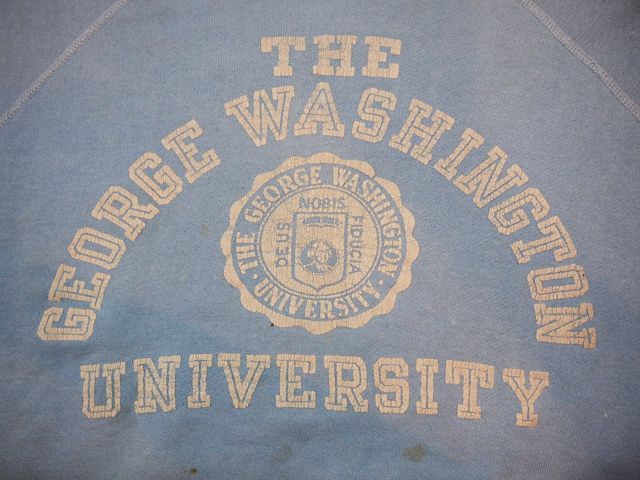 THE
GEORGE WASHINGTON
THE GEORGE WASHINGTON
NOBIS
DEUS
FIDUCIA
· UNIVERSITY ·
UNIVERSITY